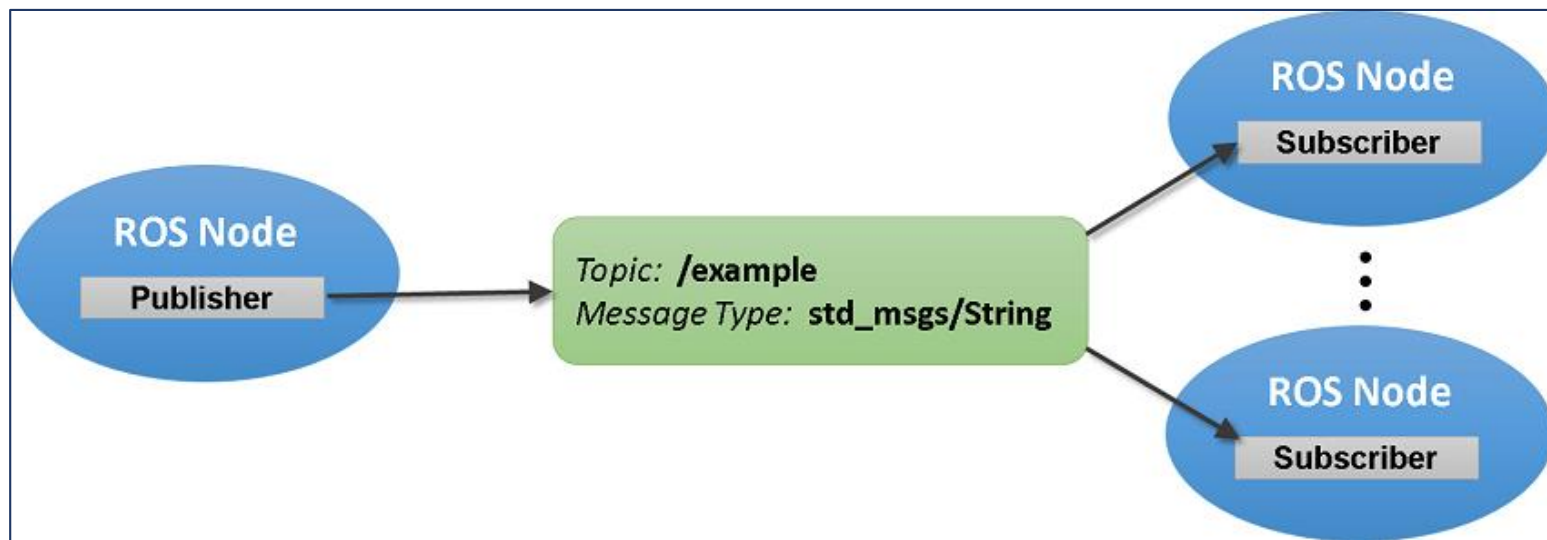 ROS Node
Publisher
Topic: /example
Message Type: std_msgs/String
ROS Node
Subscriber
ROS Node
Subscriber